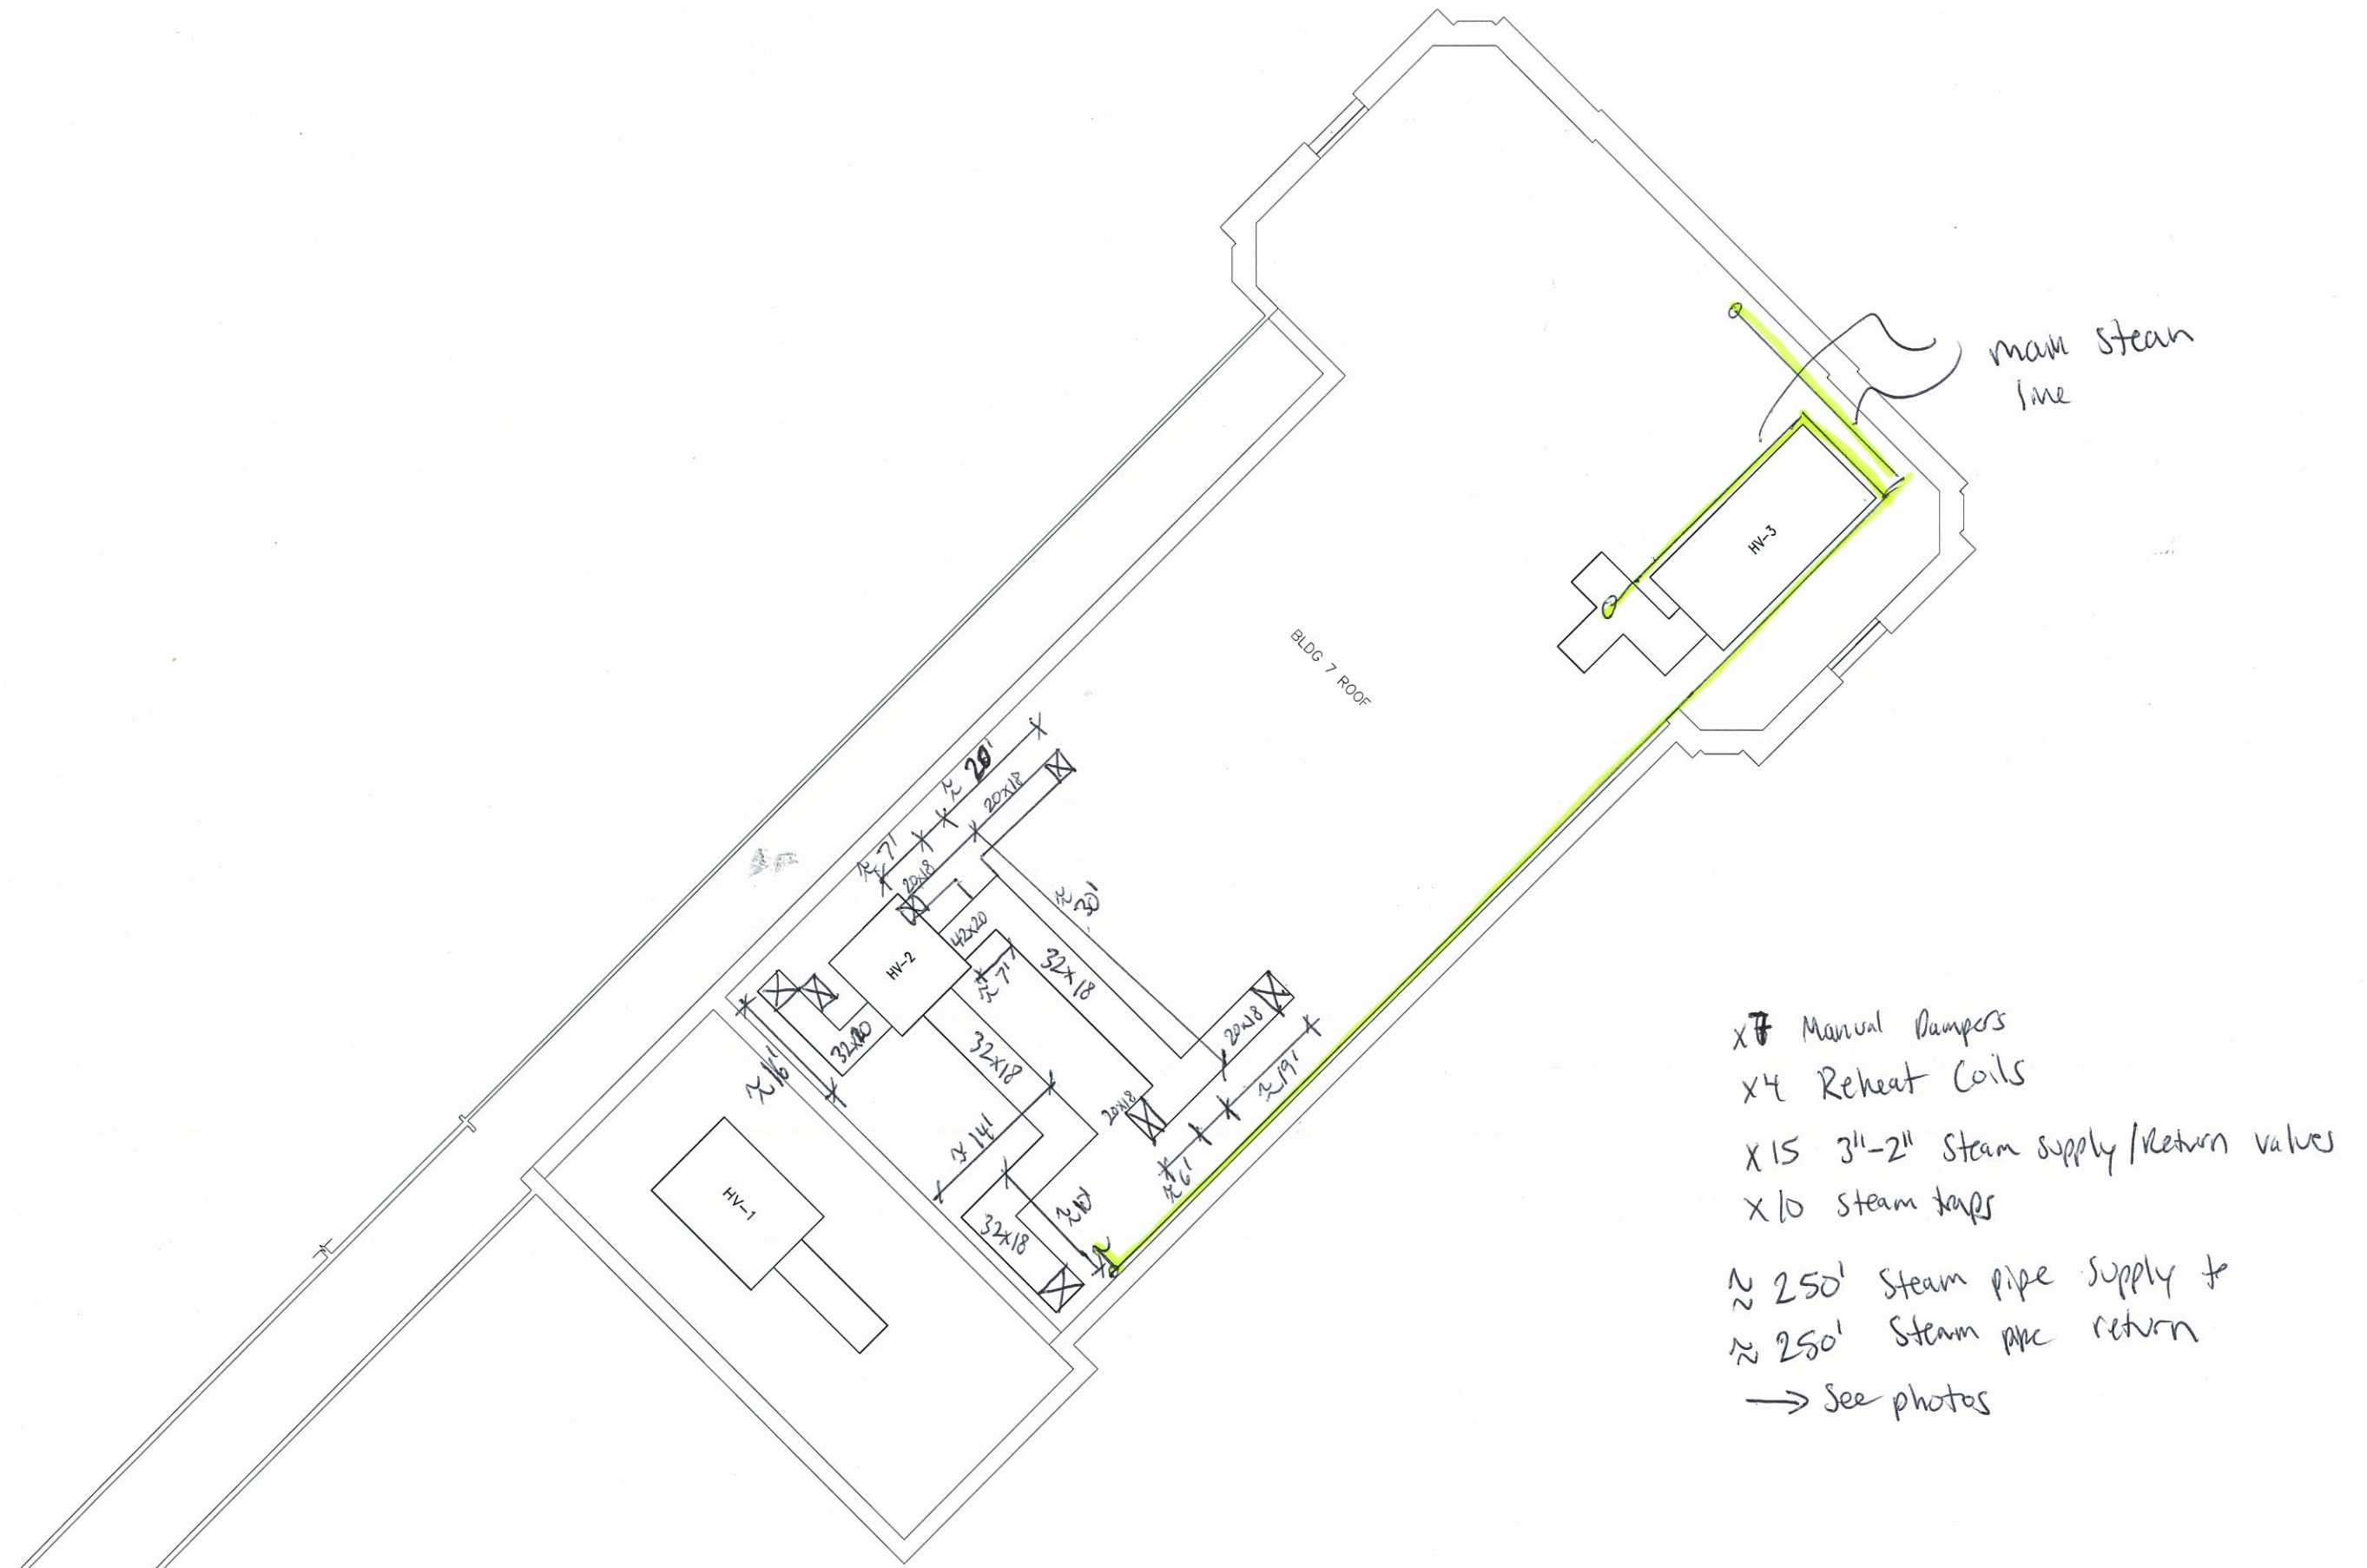 main steam
line
HV-3
BLDG 7 ROOF
≈ 20'
20x18
≈ 7'
20x18
42x20
≈ 30'
HV-2
≈ 7'
32x18
32x20
20x18
≈ 16'
32x18
≈ 19'
20x18
≈ 14'
≈ 6'
≈ 10'
HV-1
32x18
x7 Manual Dampers
x4 Reheat Coils
x15 3"-2" Steam supply/Return valves
x10 steam traps
≈ 250' Steam pipe supply &
≈ 250' Steam pipe return
→ See photos